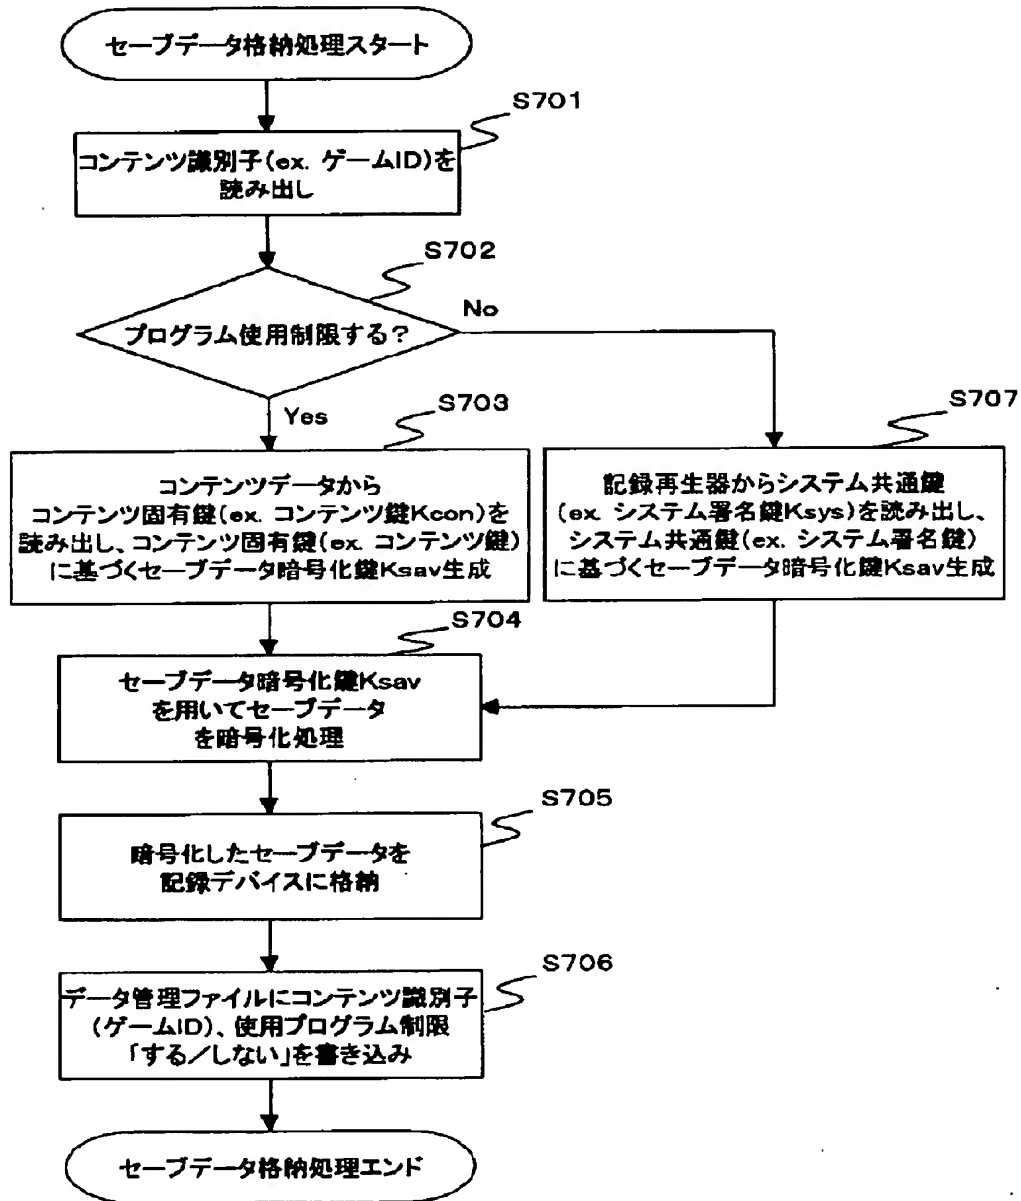 セーブデータ格納処理スタート
S701
コンテンツ識別子(ex. ゲームID)を
読み出し
S702
プログラム使用制限する?
No
Yes
S703
コンテンツデータから
コンテンツ固有鍵(ex. コンテンツ鍵Kcon)を
読み出し、コンテンツ固有鍵(ex. コンテンツ鍵)
に基づくセーブデータ暗号化鍵Ksav生成
S707
記録再生器からシステム共通鍵
(ex. システム署名鍵Ksys)を読み出し、
システム共通鍵(ex. システム署名鍵)
に基づくセーブデータ暗号化鍵Ksav生成
S704
セーブデータ暗号化鍵Ksav
を用いてセーブデータ
を暗号化処理
S705
暗号化したセーブデータを
記録デバイスに格納
S706
データ管理ファイルにコンテンツ識別子
(ゲームID)、使用プログラム制限
「する/しない」を書き込み
セーブデータ格納処理エンド